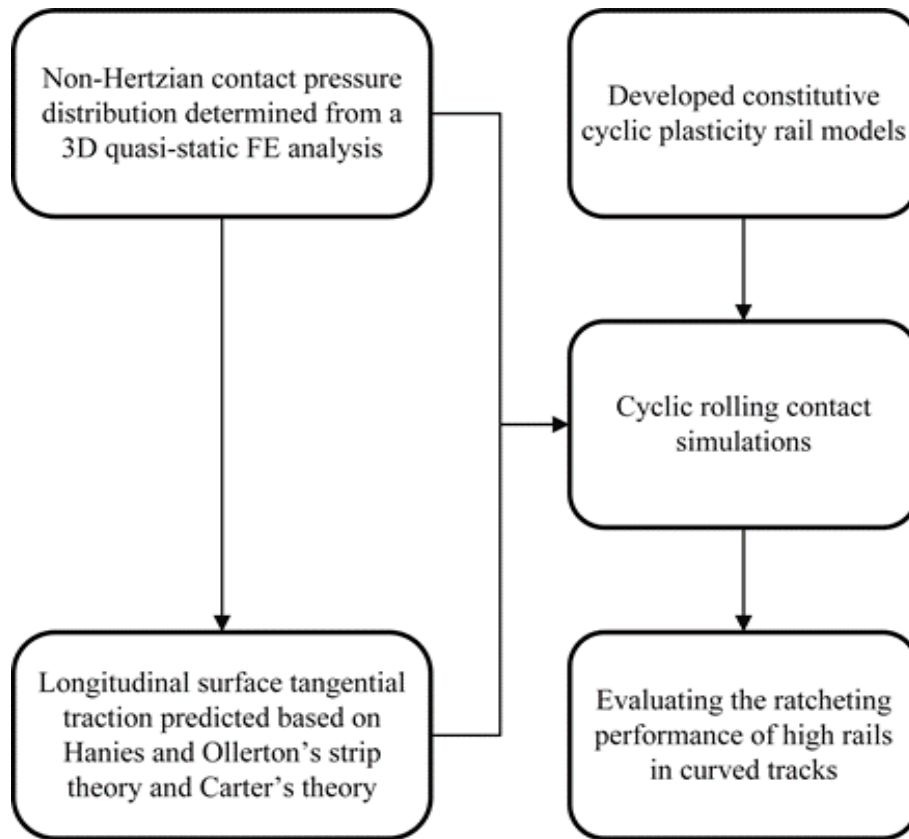 Non-Hertzian contact pressure
distribution determined from a
3D quasi-static FE analysis
Developed constitutive
cyclic plasticity rail models
Cyclic rolling contact
simulations
Longitudinal surface tangential
traction predicted based on
Hanies and Ollerton's strip
theory and Carter's theory
Evaluating the ratcheting
performance of high rails
in curved tracks